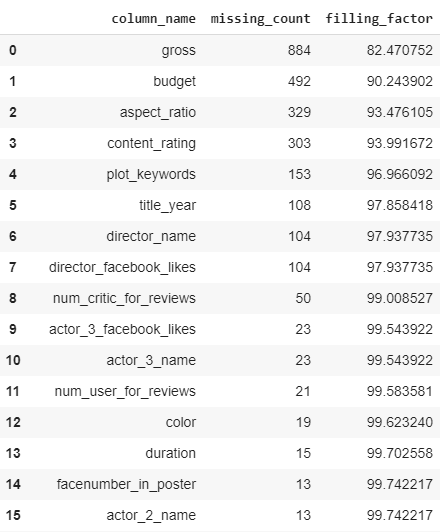 column_name missing_count filling_factor
0 gross 884 82.470752
1 budget 492 90.243902
2 aspect_ratio 329 93.476105
3 content_rating 303 93.991672
4 plot_keywords 153 96.966092
5 title_year 108 97.858418
6 director_name 104 97.937735
7 director_facebook_likes 104 97.937735
8 num_critic_for_reviews 50 99.008527
9 actor_3_facebook_likes 23 99.543922
10 actor_3_name 23 99.543922
11 num_user_for_reviews 21 99.583581
12 color 19 99.623240
13 duration 15 99.702558
14 facenumber_in_poster 13 99.742217
15 actor_2_name 13 99.742217